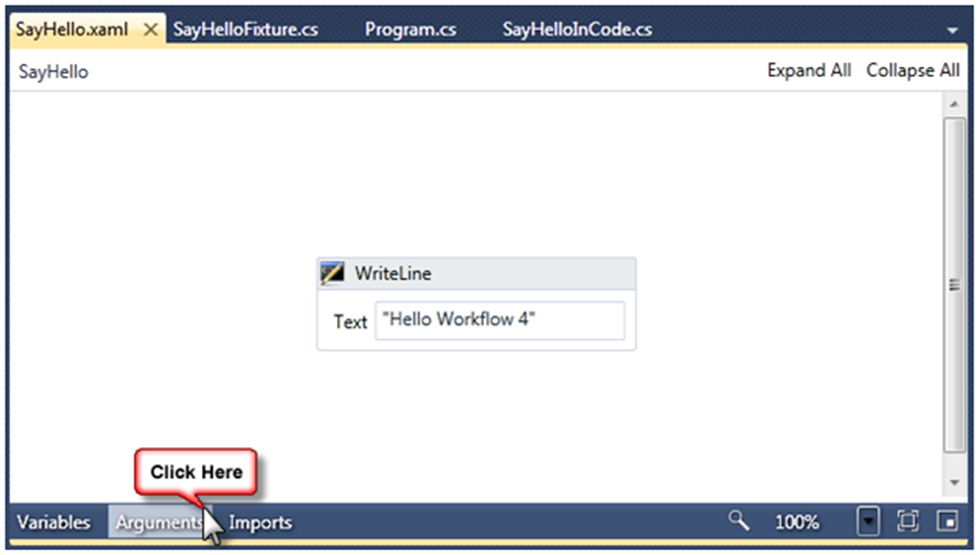 SayHello.xaml SayHelloFixture.cs Program.cs SayHelloInCode.cs
SayHello Expand All Collapse All
WriteLine
Text "Hello Workflow 4"
Click Here
Variables Arguments Imports 100%